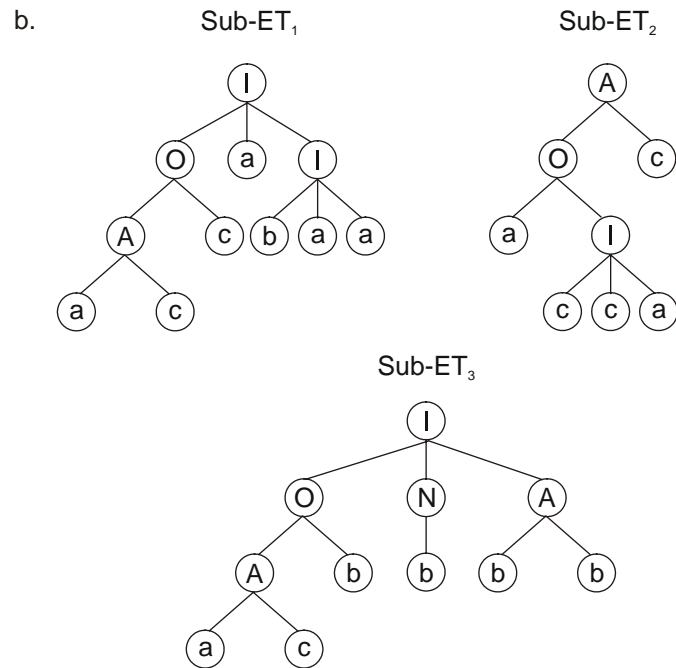 b. Sub-ET₁ Sub-ET₂
I A
O a I O c
A c b a a a I
a c c c a
Sub-ET₃
I
O N A
A b b b b
a c